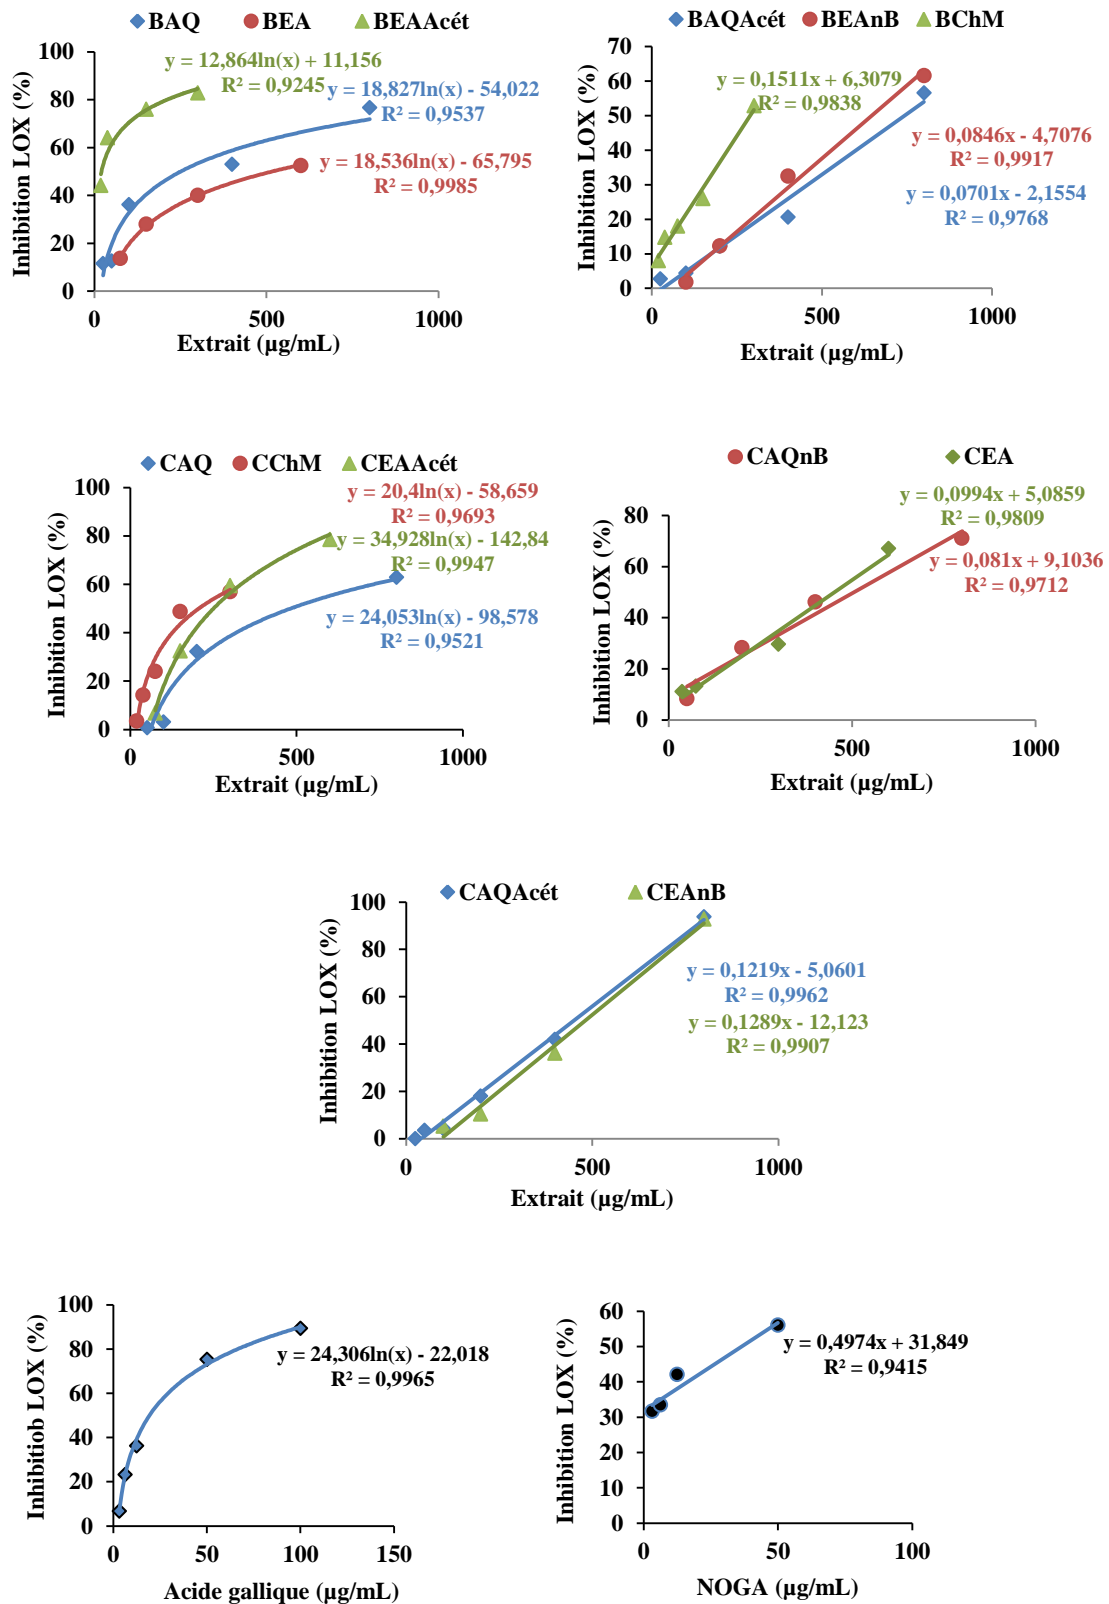 BAQ BEA BEAAcét
y = 12,864ln(x) + 11,156
R² = 0,9245
y = 18,827ln(x) - 54,022
R² = 0,9537
y = 18,536ln(x) - 65,795
R² = 0,9985
Inhibition LOX (%)
100
80
60
40
20
0
0 500 1000
Extrait (µg/mL)
BAQAcét BEAnB BChM
y = 0,1511x + 6,3079
R² = 0,9838
y = 0,0846x - 4,7076
R² = 0,9917
y = 0,0701x - 2,1554
R² = 0,9768
Inhibition LOX (%)
70
60
50
40
30
20
10
0
0 500 1000
Extrait (µg/mL)
CAQ CChM CEAAcét
y = 20,4ln(x) - 58,659
R² = 0,9693
y = 34,928ln(x) - 142,84
R² = 0,9947
y = 24,053ln(x) - 98,578
R² = 0,9521
Inhibition LOX (%)
100
80
60
40
20
0
0 500 1000
Extrait (µg/mL)
CAQnB CEA
y = 0,0994x + 5,0859
R² = 0,9809
y = 0,081x + 9,1036
R² = 0,9712
Inhibition LOX (%)
80
60
40
20
0
0 500 1000
Extrait (µg/mL)
CAQAcét CEAnB
y = 0,1219x - 5,0601
R² = 0,9962
y = 0,1289x - 12,123
R² = 0,9907
Inhibition LOX (%)
100
80
60
40
20
0
0 500 1000
Extrait (µg/mL)
y = 24,306ln(x) - 22,018
R² = 0,9965
Inhibitiob LOX (%)
100
80
60
40
20
0
0 50 100 150
Acide gallique (µg/mL)
y = 0,4974x + 31,849
R² = 0,9415
Inhibition LOX (%)
60
50
40
30
20
10
0
0 50 100
NOGA (µg/mL)